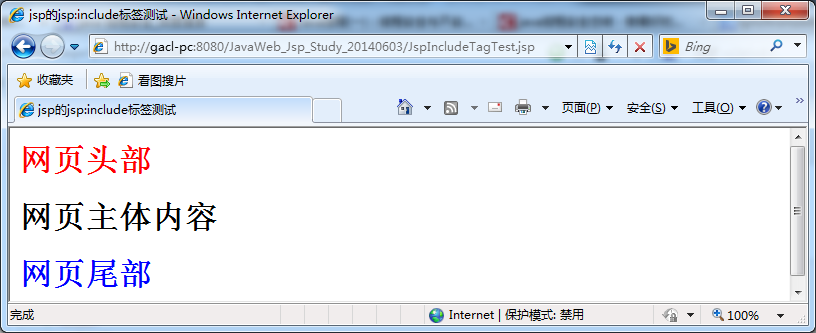 jsp的jsp:include标签测试 - Windows Internet Explorer
http://gacl-pc:8080/JavaWeb_Jsp_Study_20140603/JspIncludeTagTest.jsp
Bing
收藏夹
看图搜片
jsp的jsp:include标签测试
页面(P)
安全(S)
工具(O)
网页头部
网页主体内容
网页尾部
完成
Internet | 保护模式: 禁用
100%